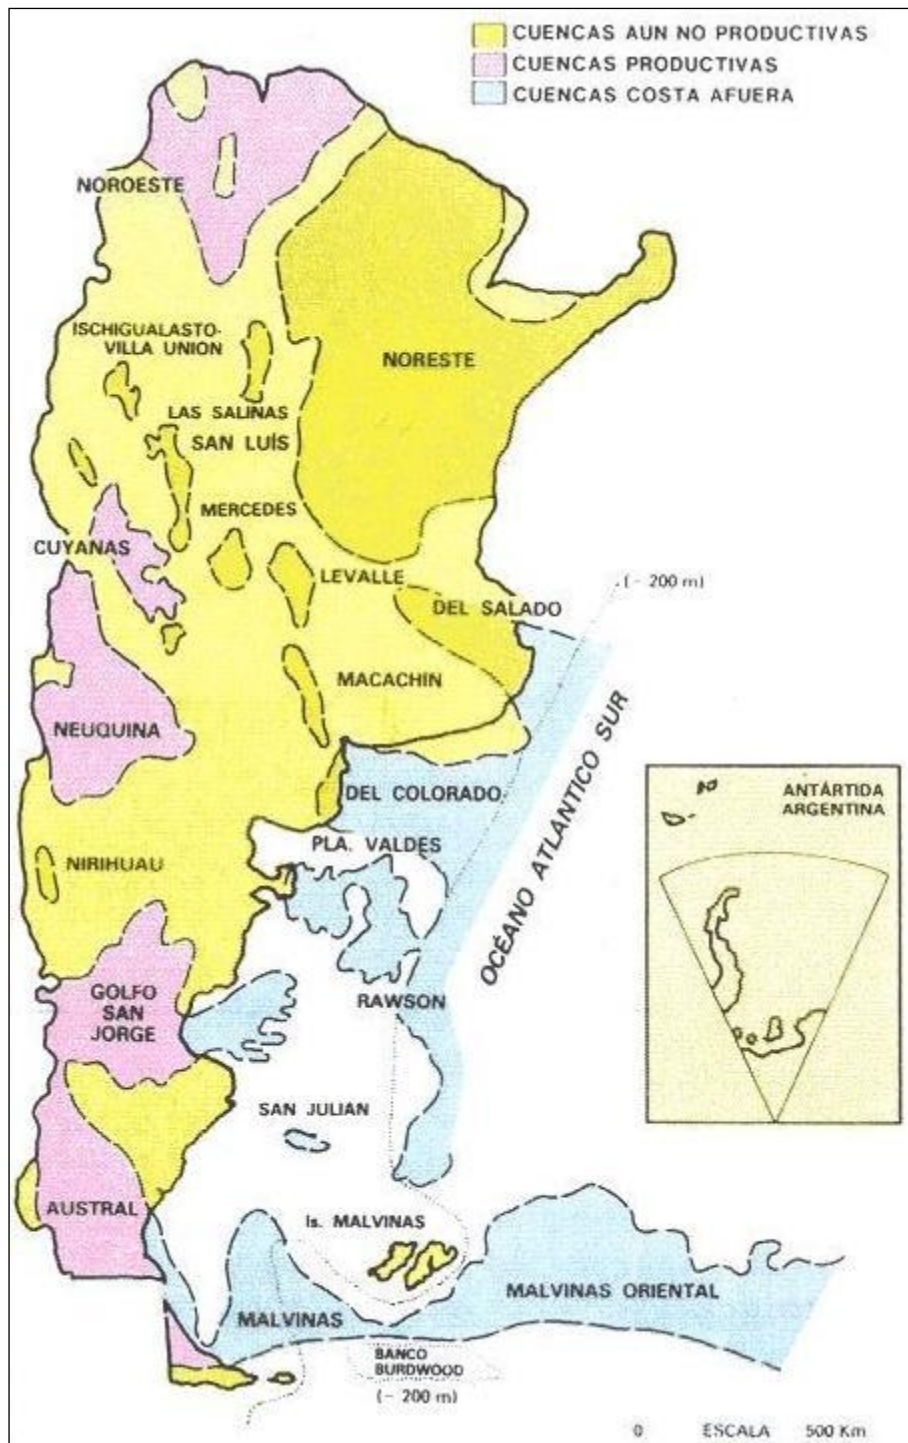 CUENCAS AUN NO PRODUCTIVAS
CUENCAS PRODUCTIVAS
CUENCAS COSTA AFUERA
NOROESTE
ISCHIGUALASTO-
VILLA UNION
NORESTE
LAS SALINAS
SAN LUÍS
MERCEDES
CUYANAS
LEVALLE
(- 200 m)
DEL SALADO
MACACHIN
NEUQUINA
OCÉANO ATLÁNTICO SUR
ANTÁRTIDA
ARGENTINA
DEL COLORADO
PLA. VALDES
NIRIHUAU
GOLFO
SAN
JORGE
RAWSON
SAN JULIAN
AUSTRAL
Is. MALVINAS
MALVINAS ORIENTAL
MALVINAS
BANCO
BURDWOOD
(- 200 m)
0 ESCALA 500 Km